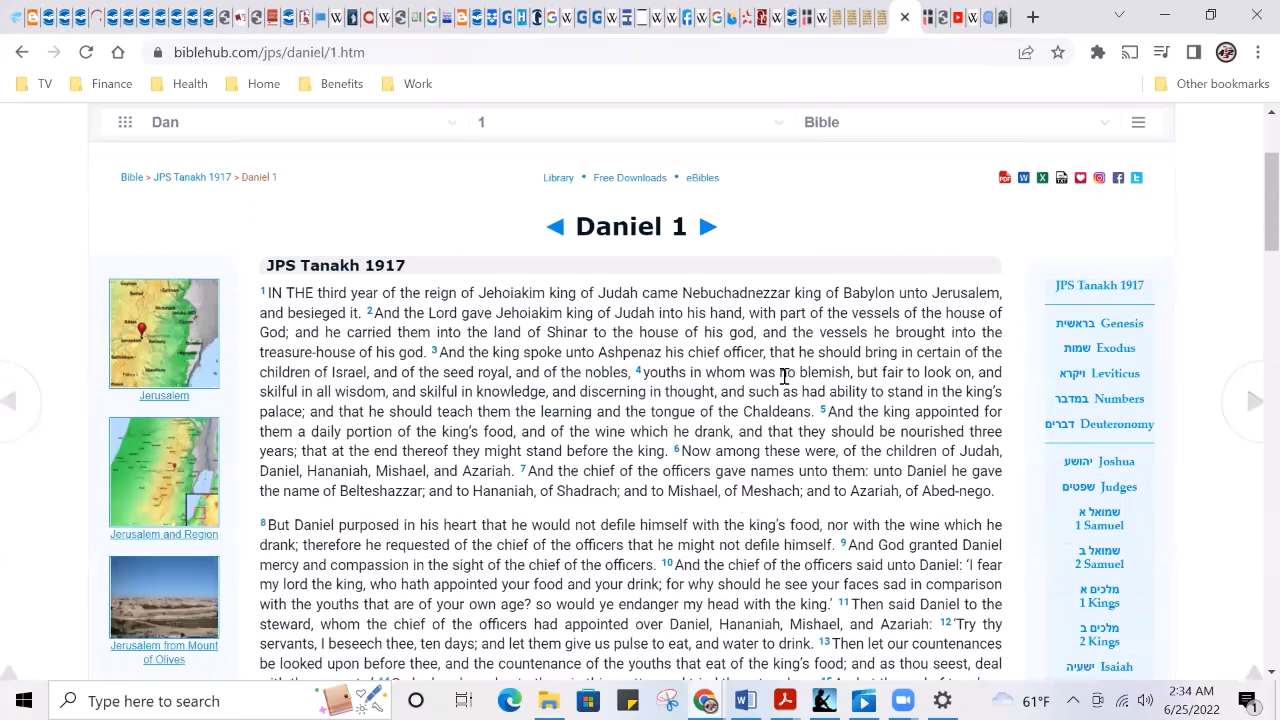 biblehub.com/jps/daniel/1.htm
TV Finance Health Home Benefits Work Other bookmarks
Dan 1 Bible
Bible > JPS Tanakh 1917 > Daniel 1
Library • Free Downloads • eBibles
◄ Daniel 1 ►
JPS Tanakh 1917
1 IN THE third year of the reign of Jehoiakim king of Judah came Nebuchadnezzar king of Babylon unto Jerusalem,
and besieged it. 2 And the Lord gave Jehoiakim king of Judah into his hand, with part of the vessels of the house of
God; and he carried them into the land of Shinar to the house of his god, and the vessels he brought into the
treasure-house of his god. 3 And the king spoke unto Ashpenaz his chief officer, that he should bring in certain of the
children of Israel, and of the seed royal, and of the nobles, 4 youths in whom was no blemish, but fair to look on, and
skilful in all wisdom, and skilful in knowledge, and discerning in thought, and such as had ability to stand in the king's
palace; and that he should teach them the learning and the tongue of the Chaldeans. 5 And the king appointed for
them a daily portion of the king's food, and of the wine which he drank, and that they should be nourished three
years; that at the end thereof they might stand before the king. 6 Now among these were, of the children of Judah,
Daniel, Hananiah, Mishael, and Azariah. 7 And the chief of the officers gave names unto them: unto Daniel he gave
the name of Belteshazzar; and to Hananiah, of Shadrach; and to Mishael, of Meshach; and to Azariah, of Abed-nego.
8 But Daniel purposed in his heart that he would not defile himself with the king's food, nor with the wine which he
drank; therefore he requested of the chief of the officers that he might not defile himself. 9 And God granted Daniel
mercy and compassion in the sight of the chief of the officers. 10 And the chief of the officers said unto Daniel: 'I fear
my lord the king, who hath appointed your food and your drink; for why should he see your faces sad in comparison
with the youths that are of your own age? so would ye endanger my head with the king.' 11 Then said Daniel to the
steward, whom the chief of the officers had appointed over Daniel, Hananiah, Mishael, and Azariah: 12 'Try thy
servants, I beseech thee, ten days; and let them give us pulse to eat, and water to drink. 13 Then let our countenances
be looked upon before thee, and the countenance of the youths that eat of the king's food; and as thou seest, deal
Jerusalem
Jerusalem and Region
Jerusalem from Mount
of Olives
JPS Tanakh 1917
בראשית Genesis
שמות Exodus
ויקרא Leviticus
במדבר Numbers
דברים Deuteronomy
יהושע Joshua
שפטים Judges
שמואל א
1 Samuel
שמואל ב
2 Samuel
מלכים א
1 Kings
מלכים ב
2 Kings
ישעיה Isaiah
Type here to search
61°F
2:34 AM
6/25/2022